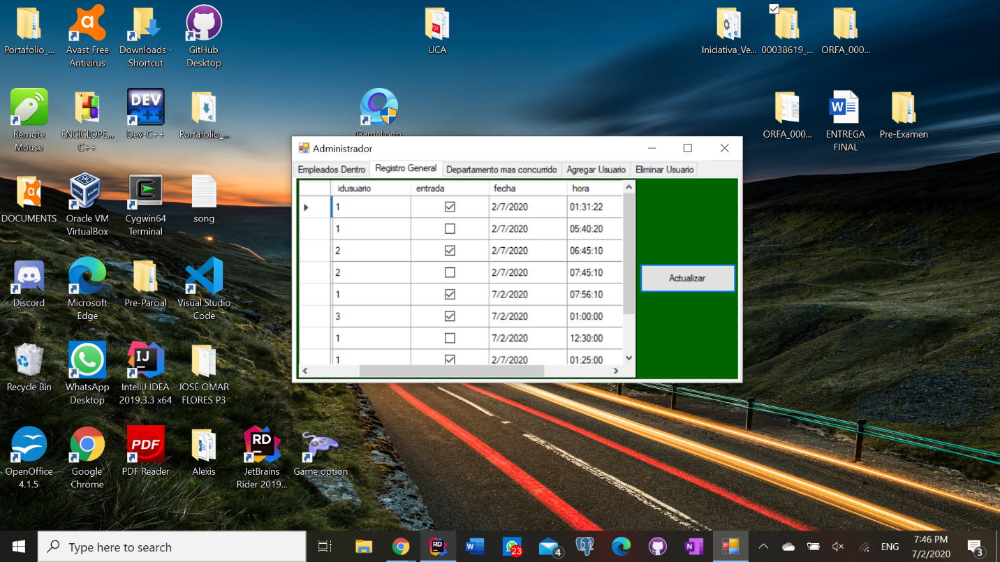 Portafolio_...
Avast Free
Antivirus
Downloads -
Shortcut
GitHub
Desktop
UCA
Iniciativa_Ve...
00038619_...
ORFA_000...
Remote
Mouse
ENCICLOPE...
C++
Dev-C++
Portafolio_...
GameLoop
ORFA_000...
ENTREGA
FINAL
Pre-Examen
DOCUMENTS
Oracle VM
VirtualBox
Cygwin64
Terminal
song
Discord
Microsoft
Edge
Pre-Parcial
Visual Studio
Code
Recycle Bin
WhatsApp
Desktop
IntelliJ IDEA
2019.3.3 x64
JOSÉ OMAR
FLORES P3
OpenOffice
4.1.5
Google
Chrome
PDF Reader
Alexis
JetBrains
Rider 2019...
Game option
Administrador
Empleados Dentro Registro General Departamento mas concurrido Agregar Usuario Eliminar Usuario
idusuario entrada fecha hora
1 2/7/2020 01:31:22
1 2/7/2020 05:40:20
2 2/7/2020 06:45:10
2 2/7/2020 07:45:10
1 7/2/2020 07:56:10
3 7/2/2020 01:00:00
1 7/2/2020 12:30:00
1 2/7/2020 01:25:00
Actualizar
Type here to search
23
4
ENG
7:46 PM
7/2/2020
3
PDF
DEV
C++
IJ
PDF
RD
W
RD
W
N